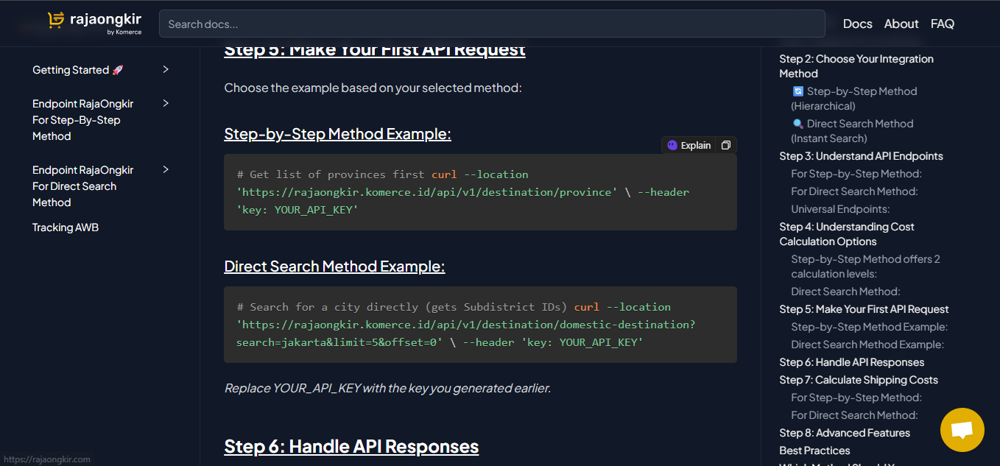 rajaongkir
by Komerce
Search docs...
Docs About FAQ
Getting Started 🚀
Endpoint RajaOngkir
For Step-By-Step
Method
Endpoint RajaOngkir
For Direct Search
Method
Tracking AWB
Step 5: Make Your First API Request
Choose the example based on your selected method:
Step-by-Step Method Example:
Explain
# Get list of provinces first curl --location
'https://rajaongkir.komerce.id/api/v1/destination/province' \ --header
'key: YOUR_API_KEY'
Direct Search Method Example:
# Search for a city directly (gets Subdistrict IDs) curl --location
'https://rajaongkir.komerce.id/api/v1/destination/domestic-destination?
search=jakarta&limit=5&offset=0' \ --header 'key: YOUR_API_KEY'
Replace YOUR_API_KEY with the key you generated earlier.
Step 6: Handle API Responses
Step 2: Choose Your Integration
Method
🔄 Step-by-Step Method
(Hierarchical)
🔍 Direct Search Method
(Instant Search)
Step 3: Understand API Endpoints
For Step-by-Step Method:
For Direct Search Method:
Universal Endpoints:
Step 4: Understanding Cost
Calculation Options
Step-by-Step Method offers 2
calculation levels:
Direct Search Method:
Step 5: Make Your First API Request
Step-by-Step Method Example:
Direct Search Method Example:
Step 6: Handle API Responses
Step 7: Calculate Shipping Costs
For Step-by-Step Method:
For Direct Search Method:
Step 8: Advanced Features
Best Practices
Which Method Should
https://rajaongkir.com